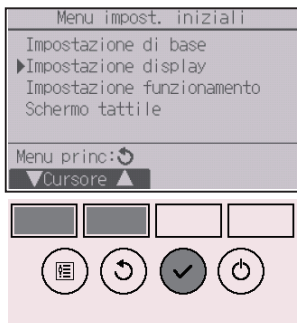 Menu impost. iniziali
Impostazione di base
▶Impostazione display
Impostazione funzionamento
Schermo tattile
Menu princ:↺
▼Cursore▲